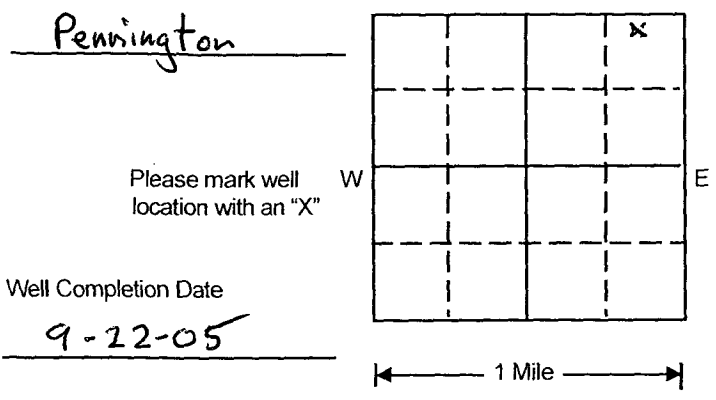 Pennington
X
Please mark well
location with an "X"
W
E
Well Completion Date
9-22-05
1 Mile